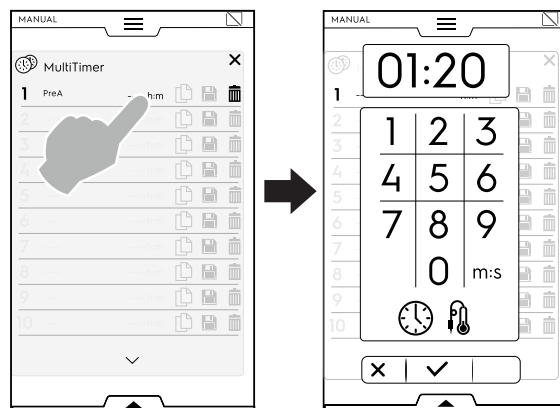 MANUAL
MultiTimer
1 PreA --:-- h:m
2 -- --:-- h:m
3
4
5 -- h:m
6 -- --:-- h:m
7 -- --:-- h:m
8 -- --:-- h:m
9 -- --:-- h:m
10 -- --:-- h:m
MANUAL
01:20
1
2
3
4
5
6
7
8
9
10
1 2 3
4 5 6
7 8 9
0 m:s